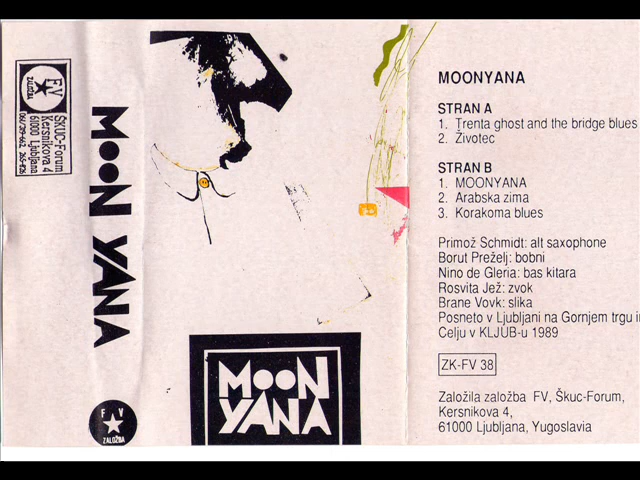 FV
ZALOŽBA
ŠKUC-Forum
Kersnikova 4
61000 Ljubljana
MOON YANA
F V
ZALOŽBA
MOON
YANA
MOONYANA
STRAN A
1. Trenta ghost and the bridge blues
2. Životec
STRAN B
1. MOONYANA
2. Arabska zima
3. Korakoma blues
Primož Schmidt: alt saxophone
Borut Preželj: bobni
Nino de Gleria: bas kitara
Rosvita Jež: zvok
Brane Vovk: slika
Posneto v Ljubljani na Gornjem trgu in
Celju v KLJUB-u 1989
ZK-FV 38
Založila založba FV, Škuc-Forum,
Kersnikova 4,
61000 Ljubljana, Yugoslavia